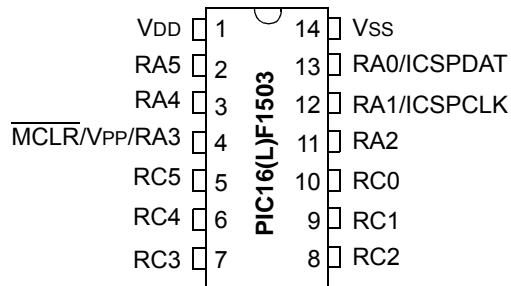 VDD 1 14 VSS
RA5 2 13 RA0/ICSPDAT
RA4 3 12 RA1/ICSPCLK
MCLR/VPP/RA3 4 11 RA2
RC5 5 10 RC0
RC4 6 9 RC1
RC3 7 8 RC2
PIC16(L)F1503